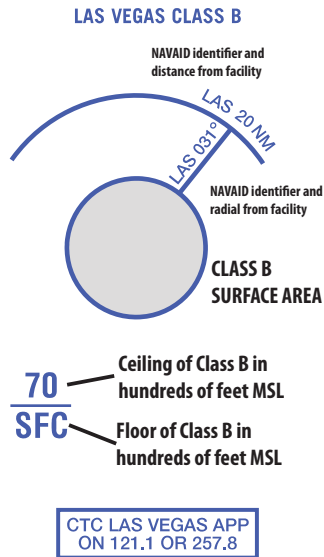 LAS VEGAS CLASS B
NAVAID identifier and
distance from facility
LAS 20 NM
LAS 031°
NAVAID identifier and
radial from facility
CLASS B
SURFACE AREA
70
Ceiling of Class B in
hundreds of feet MSL
SFC
Floor of Class B in
hundreds of feet MSL
CTC LAS VEGAS APP
ON 121.1 OR 257.8